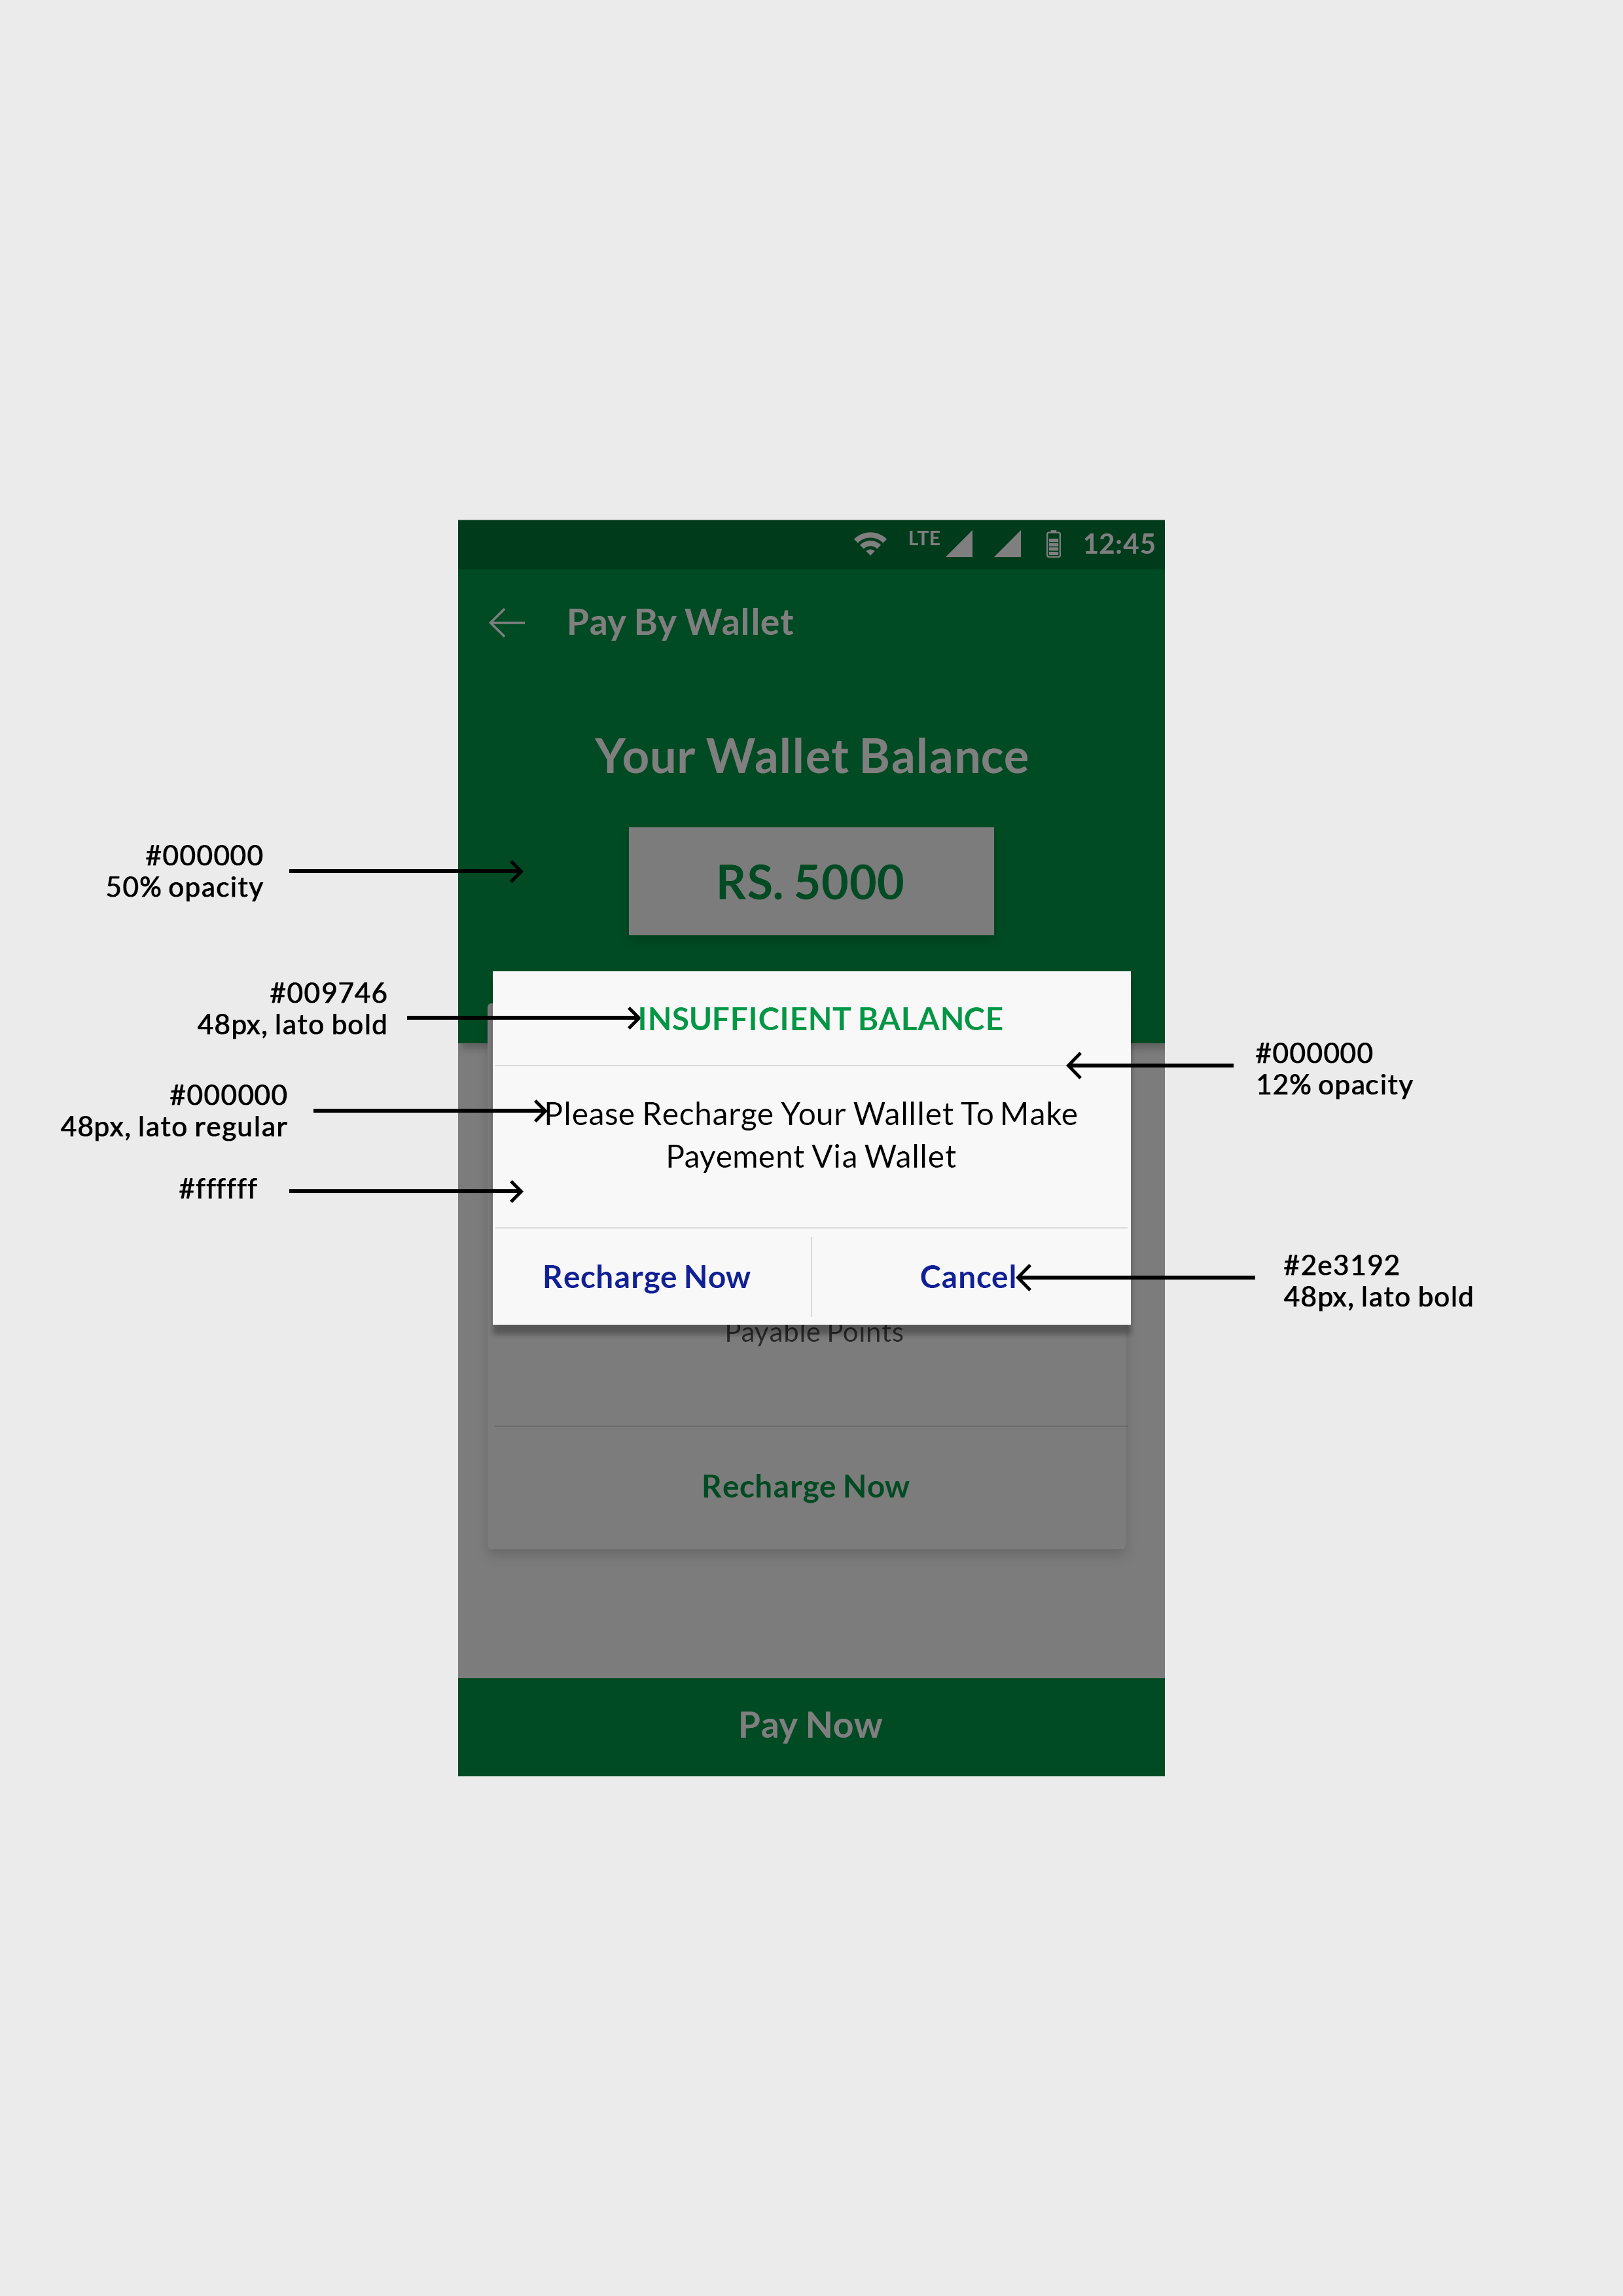 LTE 12:45
Pay By Wallet
Your Wallet Balance
#000000
50% opacity
RS. 5000
#009746
48px, lato bold
INSUFFICIENT BALANCE
#000000
12% opacity
#000000
48px, lato regular
Please Recharge Your Walllet To Make
Payement Via Wallet
#ffffff
Recharge Now
Cancel
#2e3192
48px, lato bold
Payable Points
Recharge Now
Pay Now